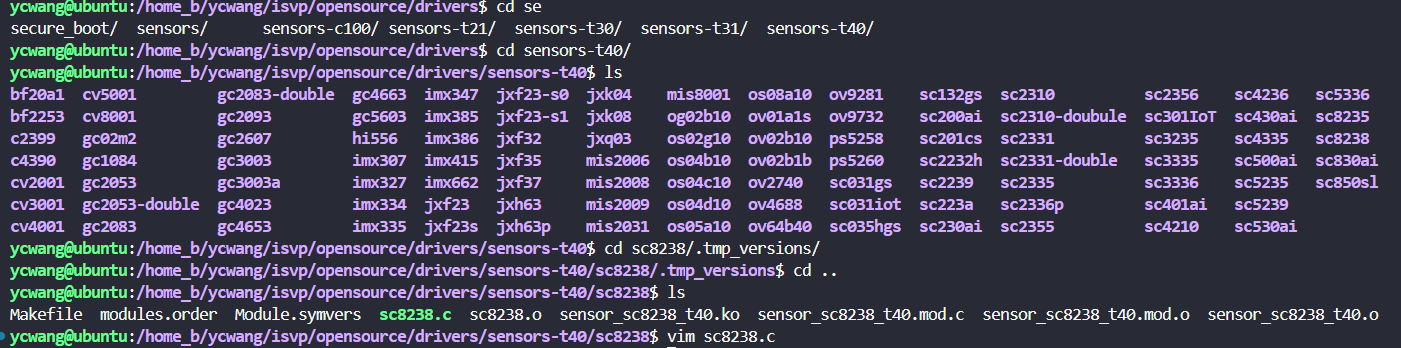 ycwang@ubuntu:/home_b/ycwang/isvp/opensource/drivers$ cd se
secure_boot/  sensors/      sensors-c100/ sensors-t21/  sensors-t30/  sensors-t31/  sensors-t40/
ycwang@ubuntu:/home_b/ycwang/isvp/opensource/drivers$ cd sensors-t40/
ycwang@ubuntu:/home_b/ycwang/isvp/opensource/drivers/sensors-t40$ ls
bf20a1  cv5001         gc2083-double  gc4663  imx347  jxf23-s0  jxk04    mis8001  os08a10  ov9281   sc132gs   sc2310          sc2356    sc4236   sc5336
bf2253  cv8001         gc2093         gc5603  imx385  jxf23-s1  jxk08    og02b10  ov01a1s  ov9732   sc200ai   sc2310-doubule  sc301IoT  sc430ai  sc8235
c2399   gc02m2         gc2607         hi556   imx386  jxf32     jxq03    os02g10  ov02b10  ps5258   sc201cs   sc2331          sc3235    sc4335   sc8238
c4390   gc1084         gc3003         imx307  imx415  jxf35     mis2006  os04b10  ov02b1b  ps5260   sc2232h   sc2331-double   sc3335    sc500ai  sc830ai
cv2001  gc2053         gc3003a        imx327  imx662  jxf37     mis2008  os04c10  ov2740   sc031gs  sc2239    sc2335          sc3336    sc5235   sc850sl
cv3001  gc2053-double  gc4023         imx334  jxf23   jxh63     mis2009  os04d10  ov4688   sc031iot  sc223a   sc2336p         sc401ai   sc5239
cv4001  gc2083         gc4653         imx335  jxf23s  jxh63p    mis2031  os05a10  ov64b40  sc035hgs  sc230ai  sc2355          sc4210    sc530ai
ycwang@ubuntu:/home_b/ycwang/isvp/opensource/drivers/sensors-t40$ cd sc8238/.tmp_versions/
ycwang@ubuntu:/home_b/ycwang/isvp/opensource/drivers/sensors-t40/sc8238/.tmp_versions$ cd ..
ycwang@ubuntu:/home_b/ycwang/isvp/opensource/drivers/sensors-t40/sc8238$ ls
Makefile  modules.order  Module.symvers  sc8238.c  sc8238.o  sensor_sc8238_t40.ko  sensor_sc8238_t40.mod.c  sensor_sc8238_t40.mod.o  sensor_sc8238_t40.o
ycwang@ubuntu:/home_b/ycwang/isvp/opensource/drivers/sensors-t40/sc8238$ vim sc8238.c